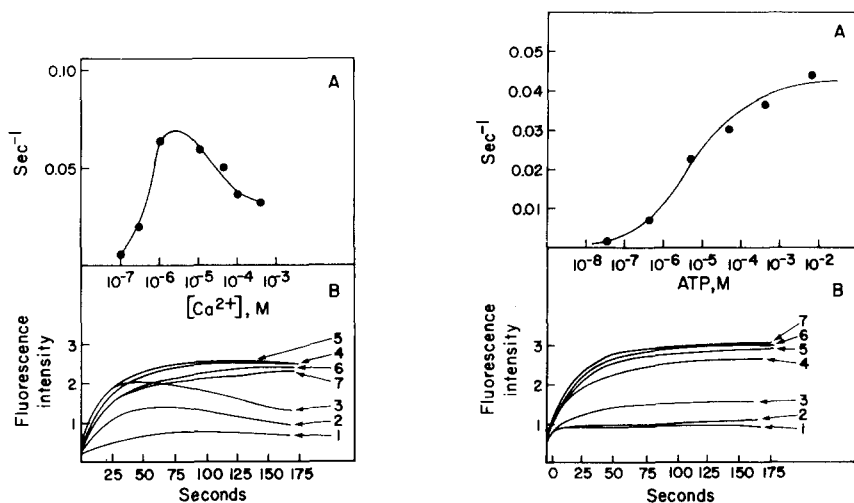 A
0.10
0.05
Sec⁻¹
10⁻⁷ 10⁻⁶ 10⁻⁵ 10⁻⁴ 10⁻³
[Ca²⁺], M
B
3
2
1
Fluorescence
intensity
5
4
6
7
3
2
1
25 50 75 100 125 150 175
Seconds
A
0.05
0.04
0.03
0.02
0.01
Sec⁻¹
10⁻⁸ 10⁻⁷ 10⁻⁶ 10⁻⁵ 10⁻⁴ 10⁻³ 10⁻²
ATP, M
B
3
2
1
Fluorescence
intensity
7
6
5
4
3
2
1
0 25 50 75 100 125 150 175
Seconds